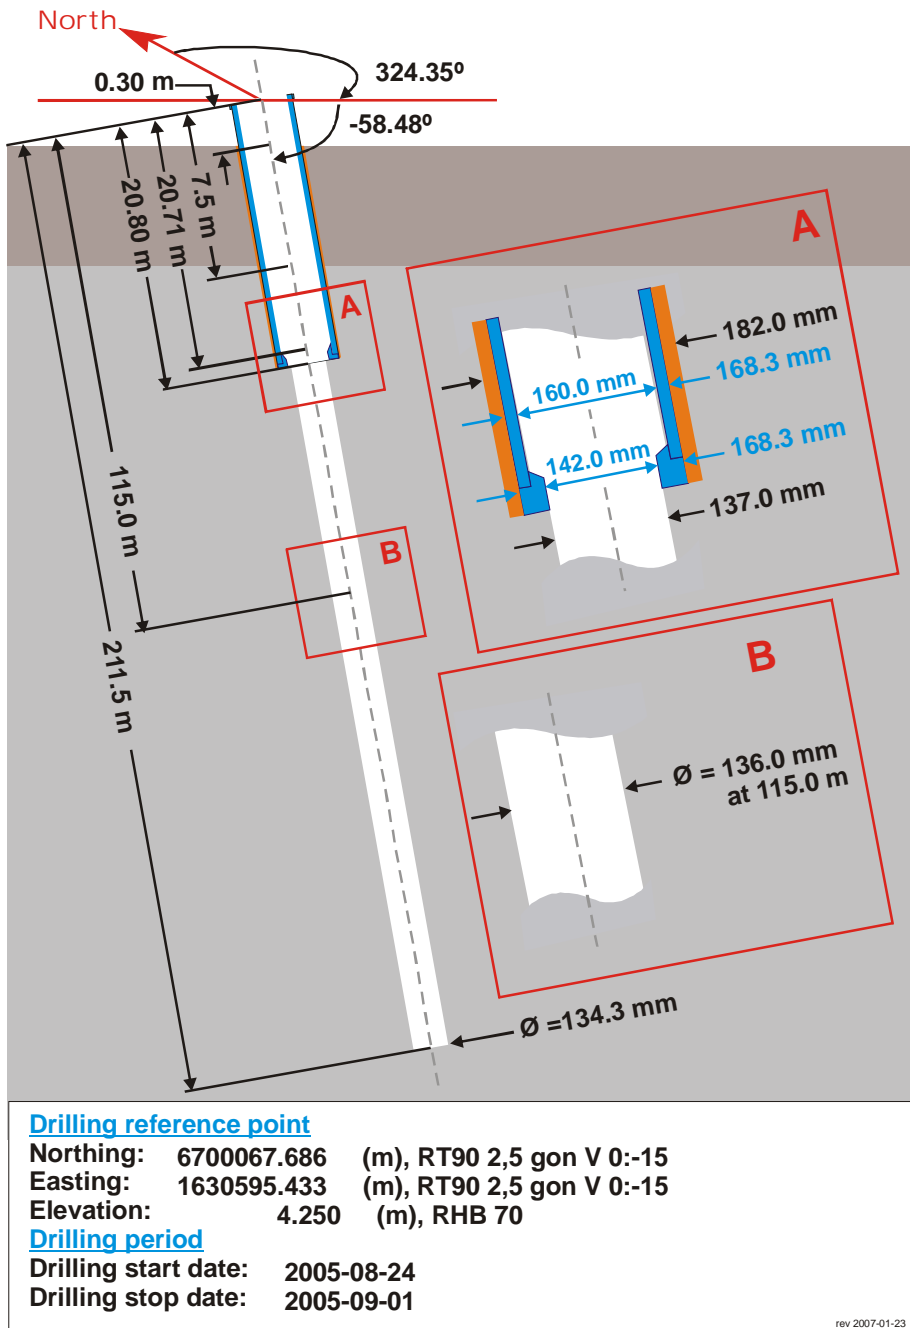 North
324.35º
0.30 m
-58.48º
7.5 m
20.71 m
20.80 m
115.0 m
211.5 m
A
B
A
182.0 mm
168.3 mm
160.0 mm
168.3 mm
142.0 mm
137.0 mm
B
Ø = 136.0 mm
at 115.0 m
Ø =134.3 mm
Drilling reference point
Northing: 6700067.686 (m), RT90 2,5 gon V 0:-15
Easting: 1630595.433 (m), RT90 2,5 gon V 0:-15
Elevation: 4.250 (m), RHB 70
Drilling period
Drilling start date: 2005-08-24
Drilling stop date: 2005-09-01
rev 2007-01-23